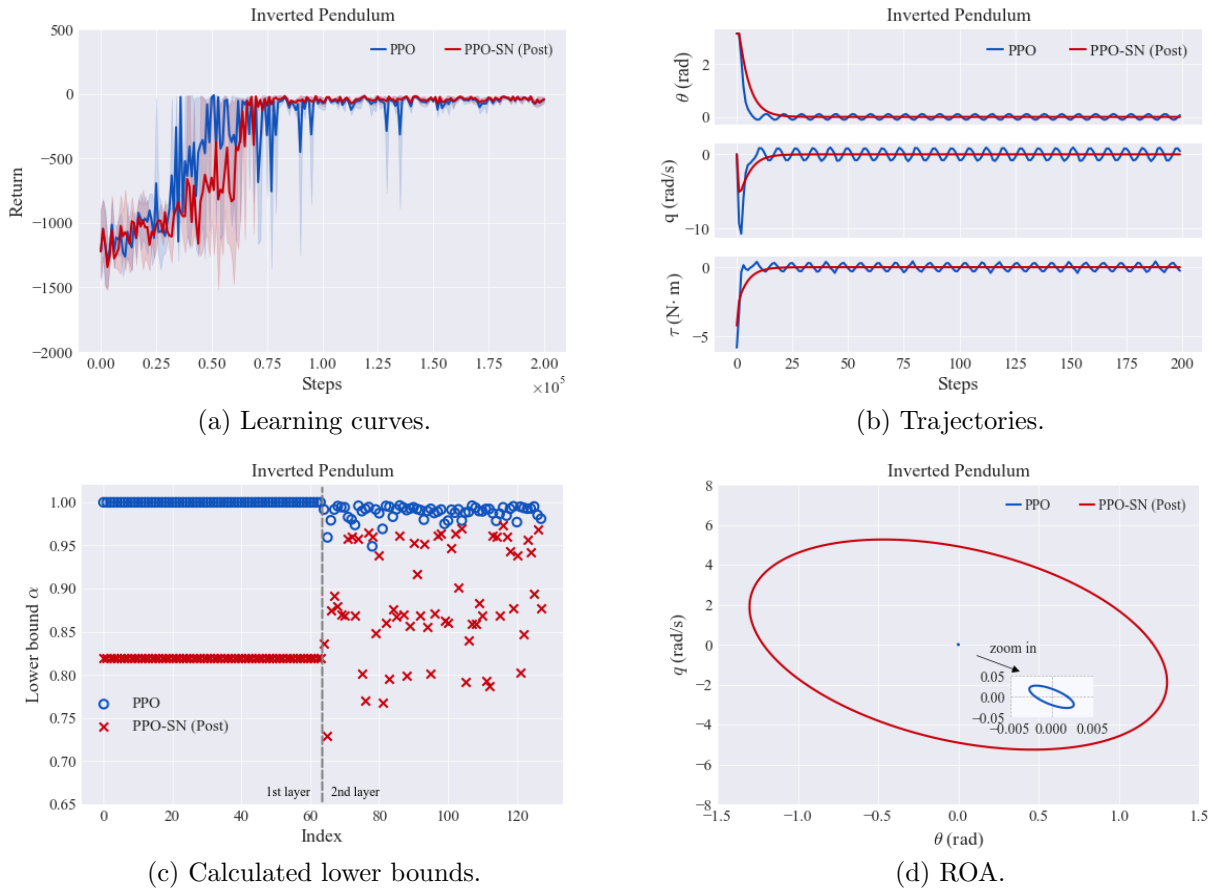 Inverted Pendulum
PPO
PPO-SN (Post)
Return
500
0
−500
−1000
−1500
−2000
0.00
0.25
0.50
0.75
1.00
1.25
1.50
1.75
2.00
×10⁵
Steps
(a) Learning curves.
Inverted Pendulum
PPO
PPO-SN (Post)
θ (rad)
2
0
q (rad/s)
0
−10
τ (N· m)
0
−5
0
25
50
75
100
125
150
175
200
Steps
(b) Trajectories.
Inverted Pendulum
Lower bound α
1.00
0.95
0.90
0.85
0.80
0.75
0.70
0.65
PPO
PPO-SN (Post)
1st layer
2nd layer
0
20
40
60
80
100
120
Index
(c) Calculated lower bounds.
Inverted Pendulum
PPO
PPO-SN (Post)
q (rad/s)
8
6
4
2
0
−2
−4
−6
−8
zoom in
0.05
0.00
−0.05
−0.005
0.000
0.005
−1.5
−1.0
−0.5
0.0
0.5
1.0
1.5
θ (rad)
(d) ROA.